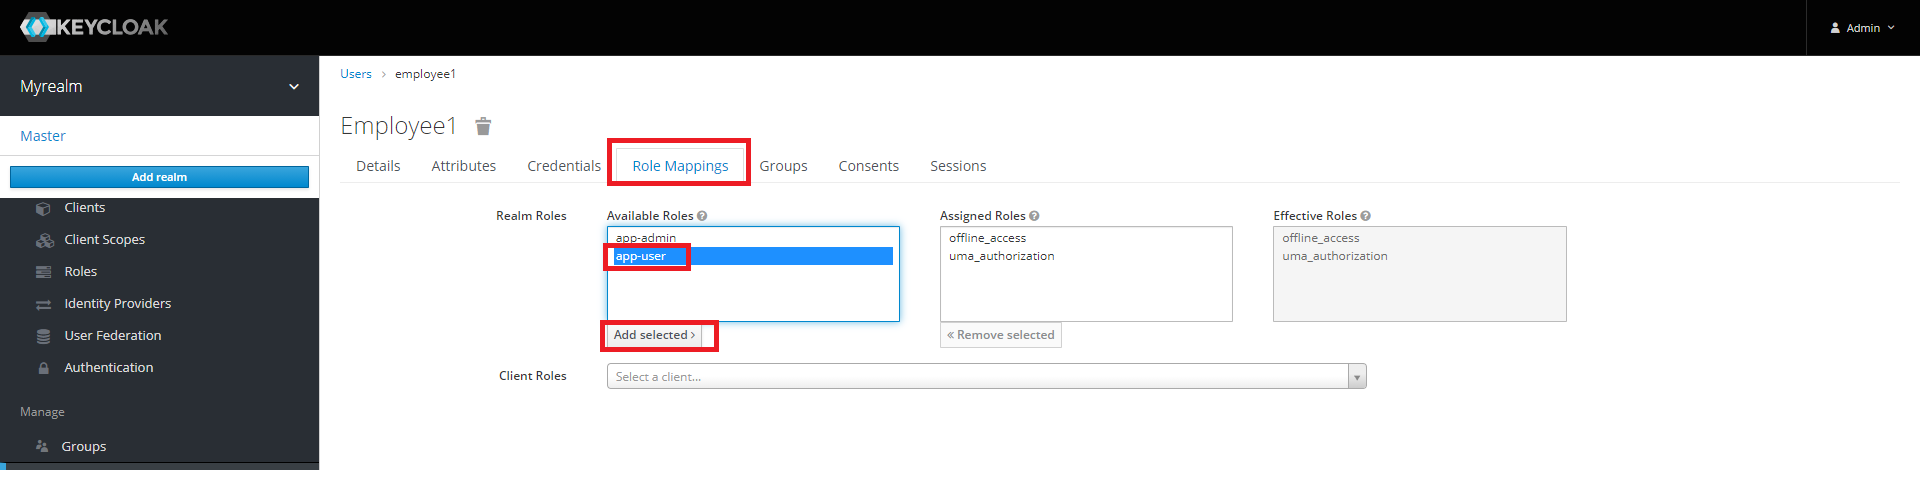 KEYCLOAK
Admin
Myrealm
Master
Add realm
Clients
Client Scopes
Roles
Identity Providers
User Federation
Authentication
Manage
Groups
Users > employee1
Employee1
Details Attributes Credentials Role Mappings Groups Consents Sessions
Realm Roles
Available Roles
app-admin
app-user
Add selected >
Assigned Roles
offline_access
uma_authorization
« Remove selected
Effective Roles
offline_access
uma_authorization
Client Roles
Select a client...